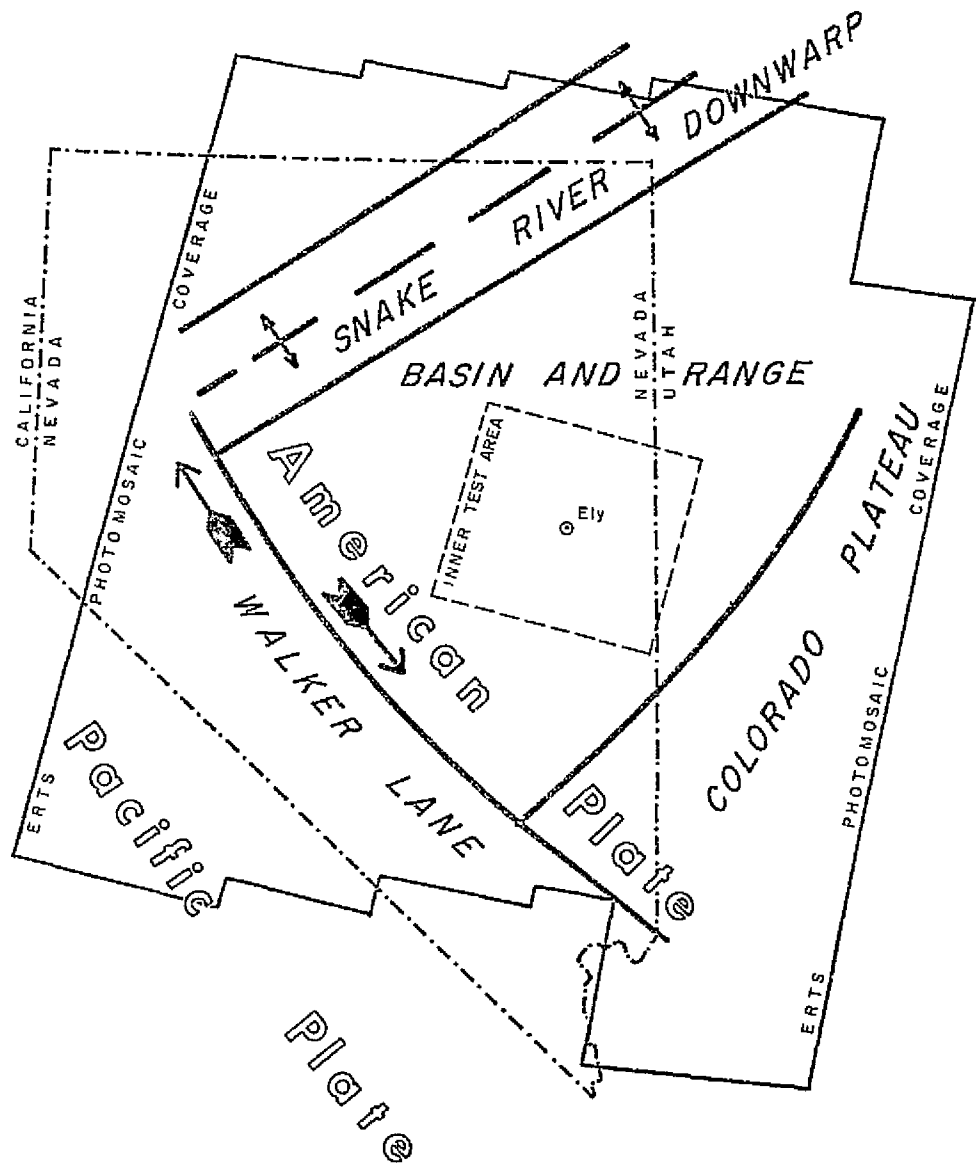 SNAKE RIVER DOWNWARP
COVERAGE
CALIFORNIA
NEVADA
NEVADA
UTAH
BASIN AND RANGE
American
INNER TEST AREA
Ely
COVERAGE
PLATEAU
PHOTOMOSAIC
WALKER
COLORADO
LANE
PHOTOMOSAIC
Pacific
ERTS
Plate
ERTS
Plate